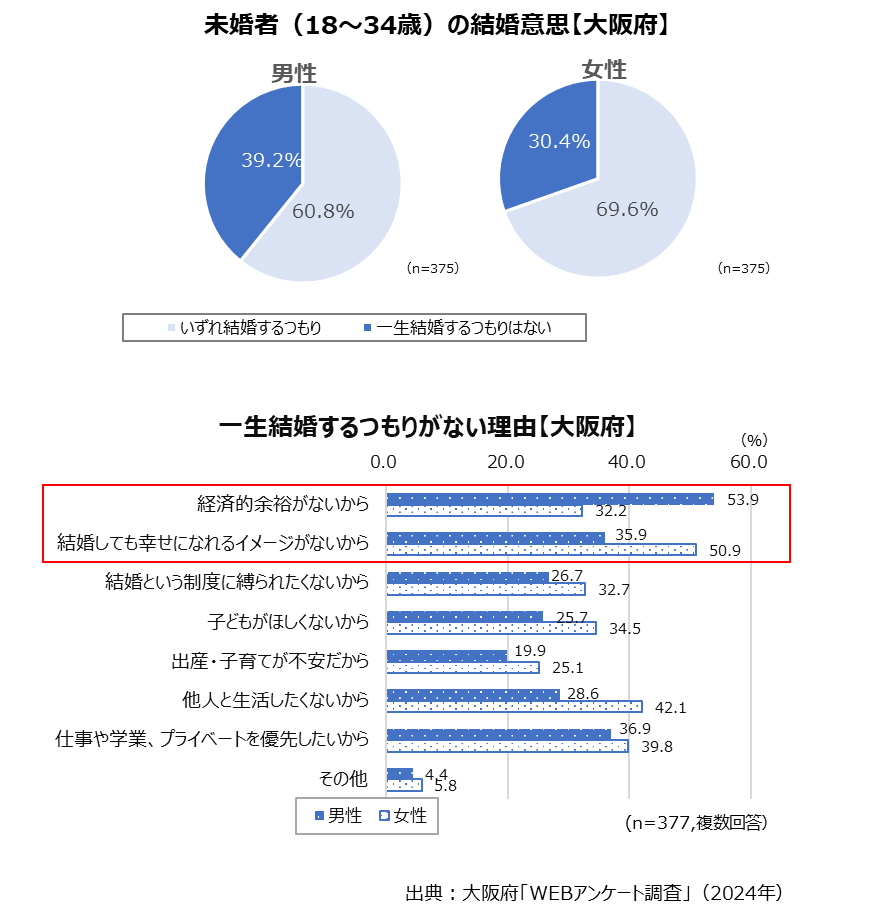 未婚者（18～34歳）の結婚意思【大阪府】
男性
女性
39.2%
60.8%
30.4%
69.6%
（n=375）
（n=375）
いずれ結婚するつもり
一生結婚するつもりはない
一生結婚するつもりがない理由【大阪府】
（%）
0.0 20.0 40.0 60.0
経済的余裕がないから 53.9 32.2
結婚しても幸せになれるイメージがないから 35.9 50.9
結婚という制度に縛られたくないから 26.7 32.7
子どもがほしくないから 25.7 34.5
出産・子育てが不安だから 19.9 25.1
他人と生活したくないから 28.6 42.1
仕事や学業、プライベートを優先したいから 36.9 39.8
その他 4.4 5.8
男性 女性
（n=377,複数回答）
出典：大阪府「WEBアンケート調査」（2024年）